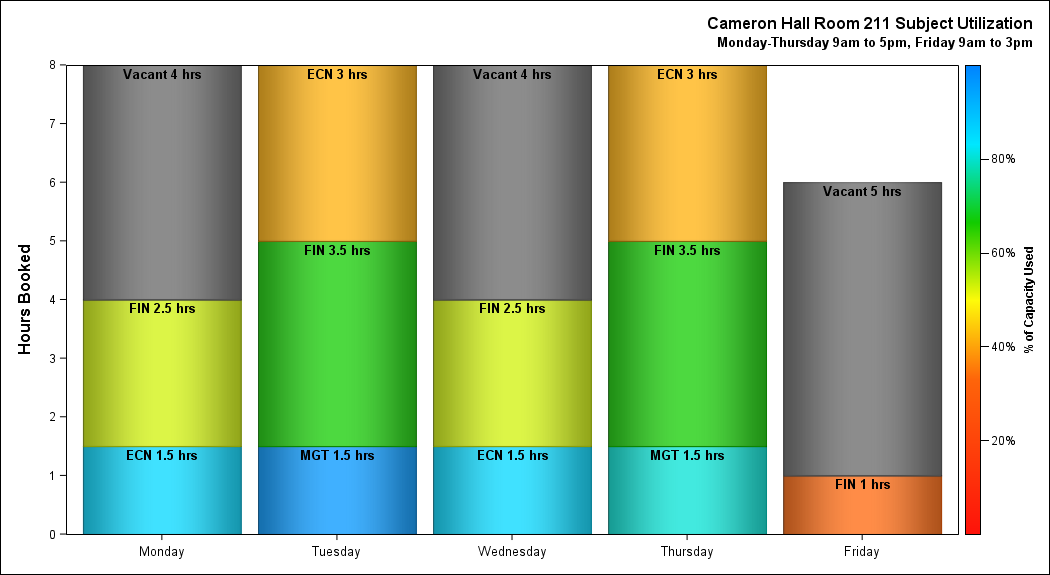 Cameron Hall Room 211 Subject Utilization
Monday-Thursday 9am to 5pm, Friday 9am to 3pm
Hours Booked
8
7
6
5
4
3
2
1
0
Vacant 4 hrs
FIN 2.5 hrs
ECN 1.5 hrs
ECN 3 hrs
FIN 3.5 hrs
MGT 1.5 hrs
Vacant 4 hrs
FIN 2.5 hrs
ECN 1.5 hrs
ECN 3 hrs
FIN 3.5 hrs
MGT 1.5 hrs
Vacant 5 hrs
FIN 1 hrs
Monday
Tuesday
Wednesday
Thursday
Friday
80%
60%
40%
20%
% of Capacity Used